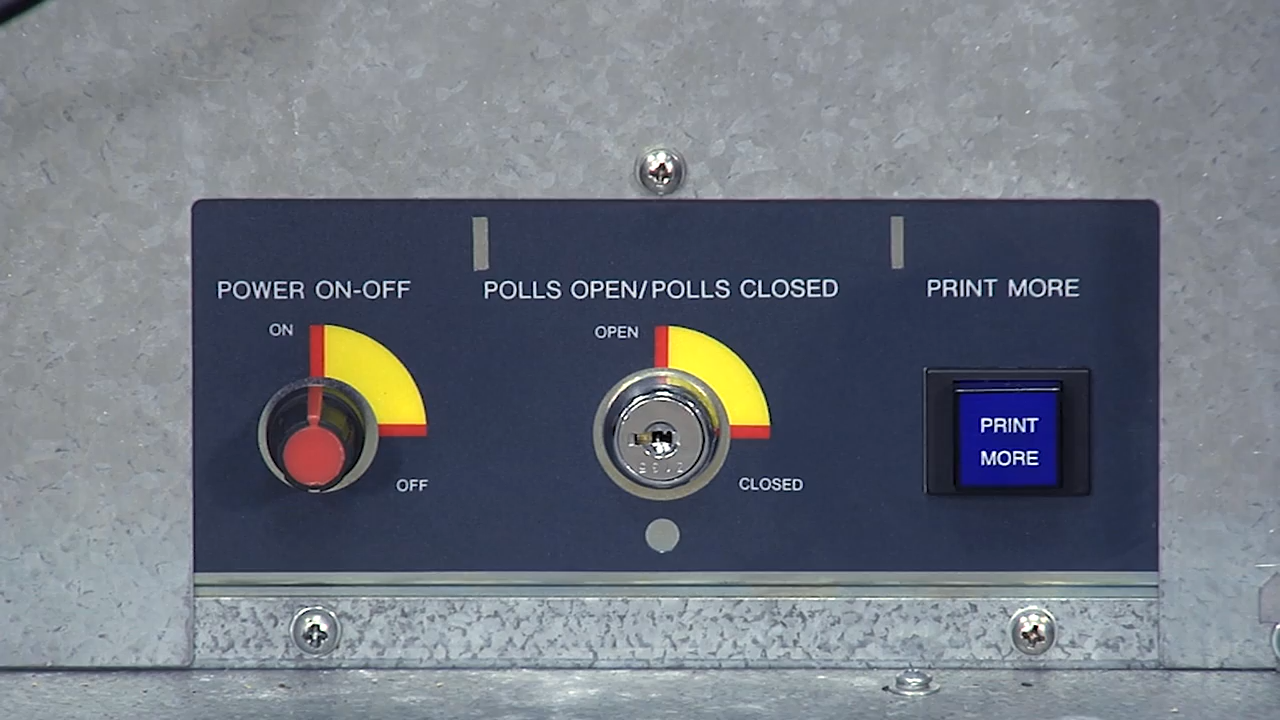 POWER ON-OFF
POLLS OPEN/POLLS CLOSED
PRINT MORE
ON
OPEN
OFF
CLOSED
PRINT
MORE